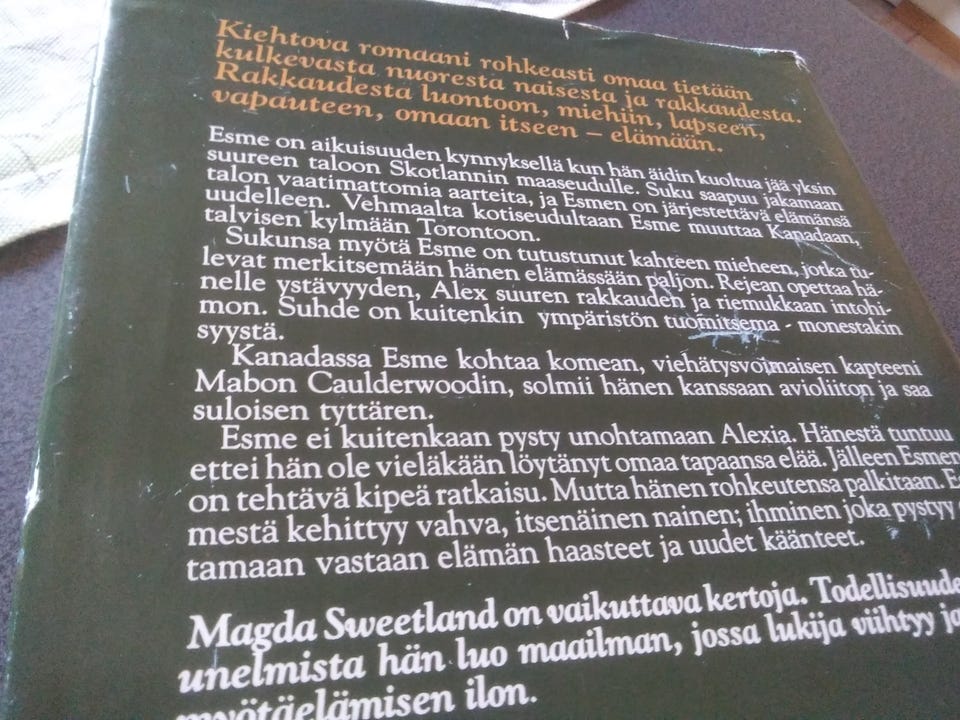 Kiehtova romaani rohkeasti omaa tietään
kulkevasta nuoresta naisesta ja rakkaudesta.
Rakkaudesta luontoon, miehiin, lapseen,
vapauteen, omaan itseen – elämään.
Esme on aikuisuuden kynnyksellä kun hän äidin kuoltua jää yksin
suureen taloon Skotlannin maaseudulle. Suku saapuu jakamaan
talon vaatimattomia aarteita, ja Esmen on järjestettävä elämänsä
uudelleen. Vehmaalta kotiseudultaan Esme muuttaa Kanadaan,
talvisen kylmään Torontoon.
Sukunsa myötä Esme on tutustunut kahteen mieheen, jotka tu-
levat merkitsemään hänen elämässään paljon. Rejean opettaa hä-
nelle ystävyyden, Alex suuren rakkauden ja riemukkaan intohi-
mon. Suhde on kuitenkin ympäristön tuomitsema - monestakin
syystä.
Kanadassa Esme kohtaa komean, viehätysvoimaisen kapteeni
Mabon Caulderwoodin, solmii hänen kanssaan avioliiton ja saa
suloisen tyttären.
Esme ei kuitenkaan pysty unohtamaan Alexia. Hänestä tuntuu
ettei hän ole vieläkään löytänyt omaa tapaansa elää. Jälleen Esmen
on tehtävä kipeä ratkaisu. Mutta hänen rohkeutensa palkitaan. Es
mestä kehittyy vahva, itsenäinen nainen; ihminen joka pystyy
tamaan vastaan elämän haasteet ja uudet käänteet.
Magda Sweetland on vaikuttava kertoja. Todellisuude
unelmista hän luo maailman, jossa lukija viihtyy ja
myötäelämisen ilon.